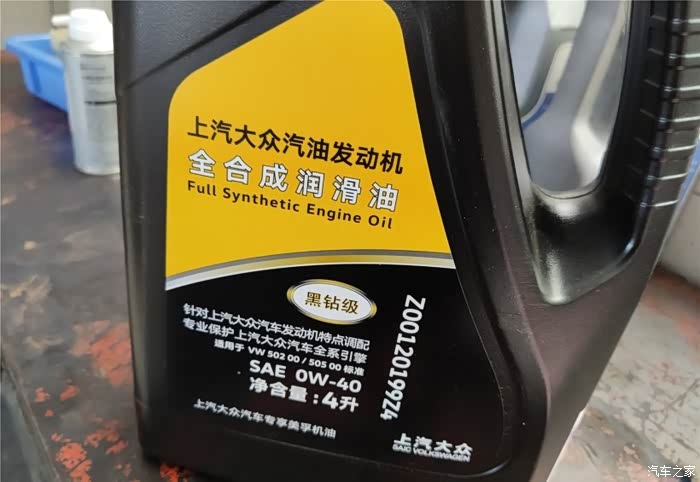 上汽大众汽油发动机
全合成润滑油
Full Synthetic Engine Oil
黑钻级
针对上汽大众汽车发动机特点调配
专业保护 上汽大众汽车全系引擎
适用于 VW 502 00 / 505 00 标准
SAE 0W-40
净含量:4升
上汽大众汽车专享美孚机油
Z00120199Z4
上汽大众
SAIC VOLKSWAGEN
汽车之家